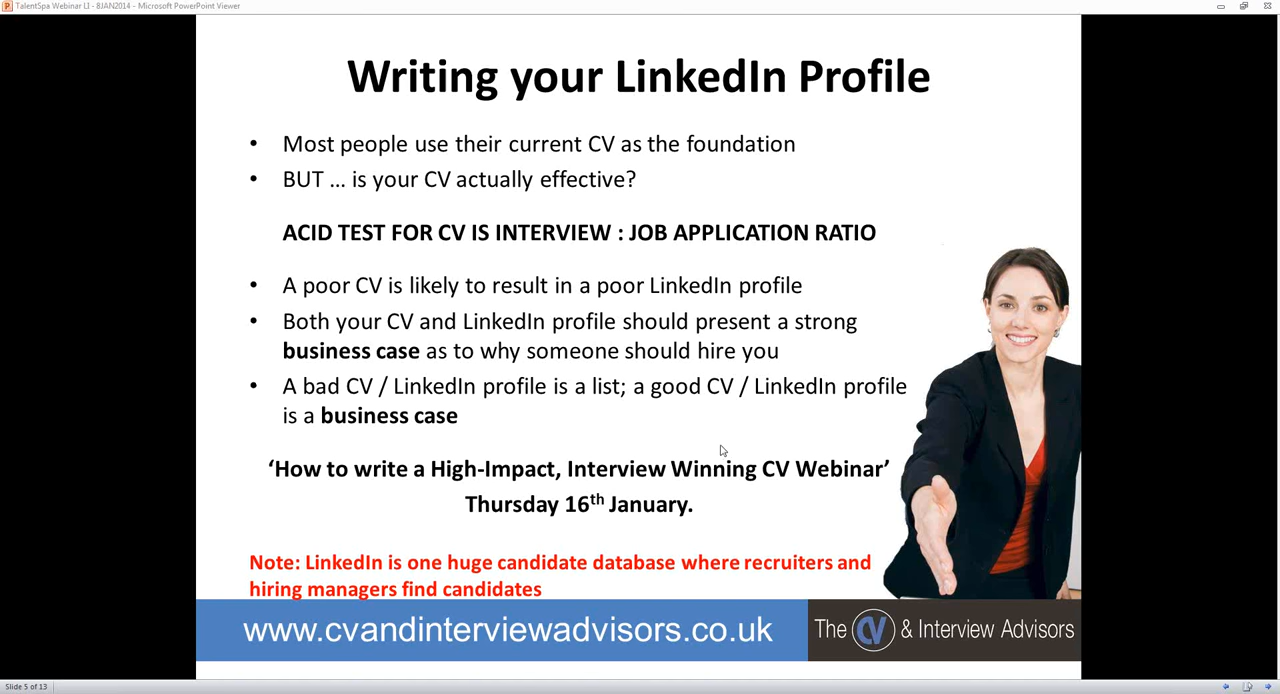 TalentSpa Webinar LI - 8JAN2014 - Microsoft PowerPoint Viewer
Writing your LinkedIn Profile
• Most people use their current CV as the foundation
• BUT ... is your CV actually effective?
ACID TEST FOR CV IS INTERVIEW : JOB APPLICATION RATIO
• A poor CV is likely to result in a poor LinkedIn profile
• Both your CV and LinkedIn profile should present a strong
business case as to why someone should hire you
• A bad CV / LinkedIn profile is a list; a good CV / LinkedIn profile
is a business case
‘How to write a High-Impact, Interview Winning CV Webinar’
Thursday 16th January.
Note: LinkedIn is one huge candidate database where recruiters and
hiring managers find candidates
www.cvandinterviewadvisors.co.uk
The CV & Interview Advisors
Slide 5 of 13